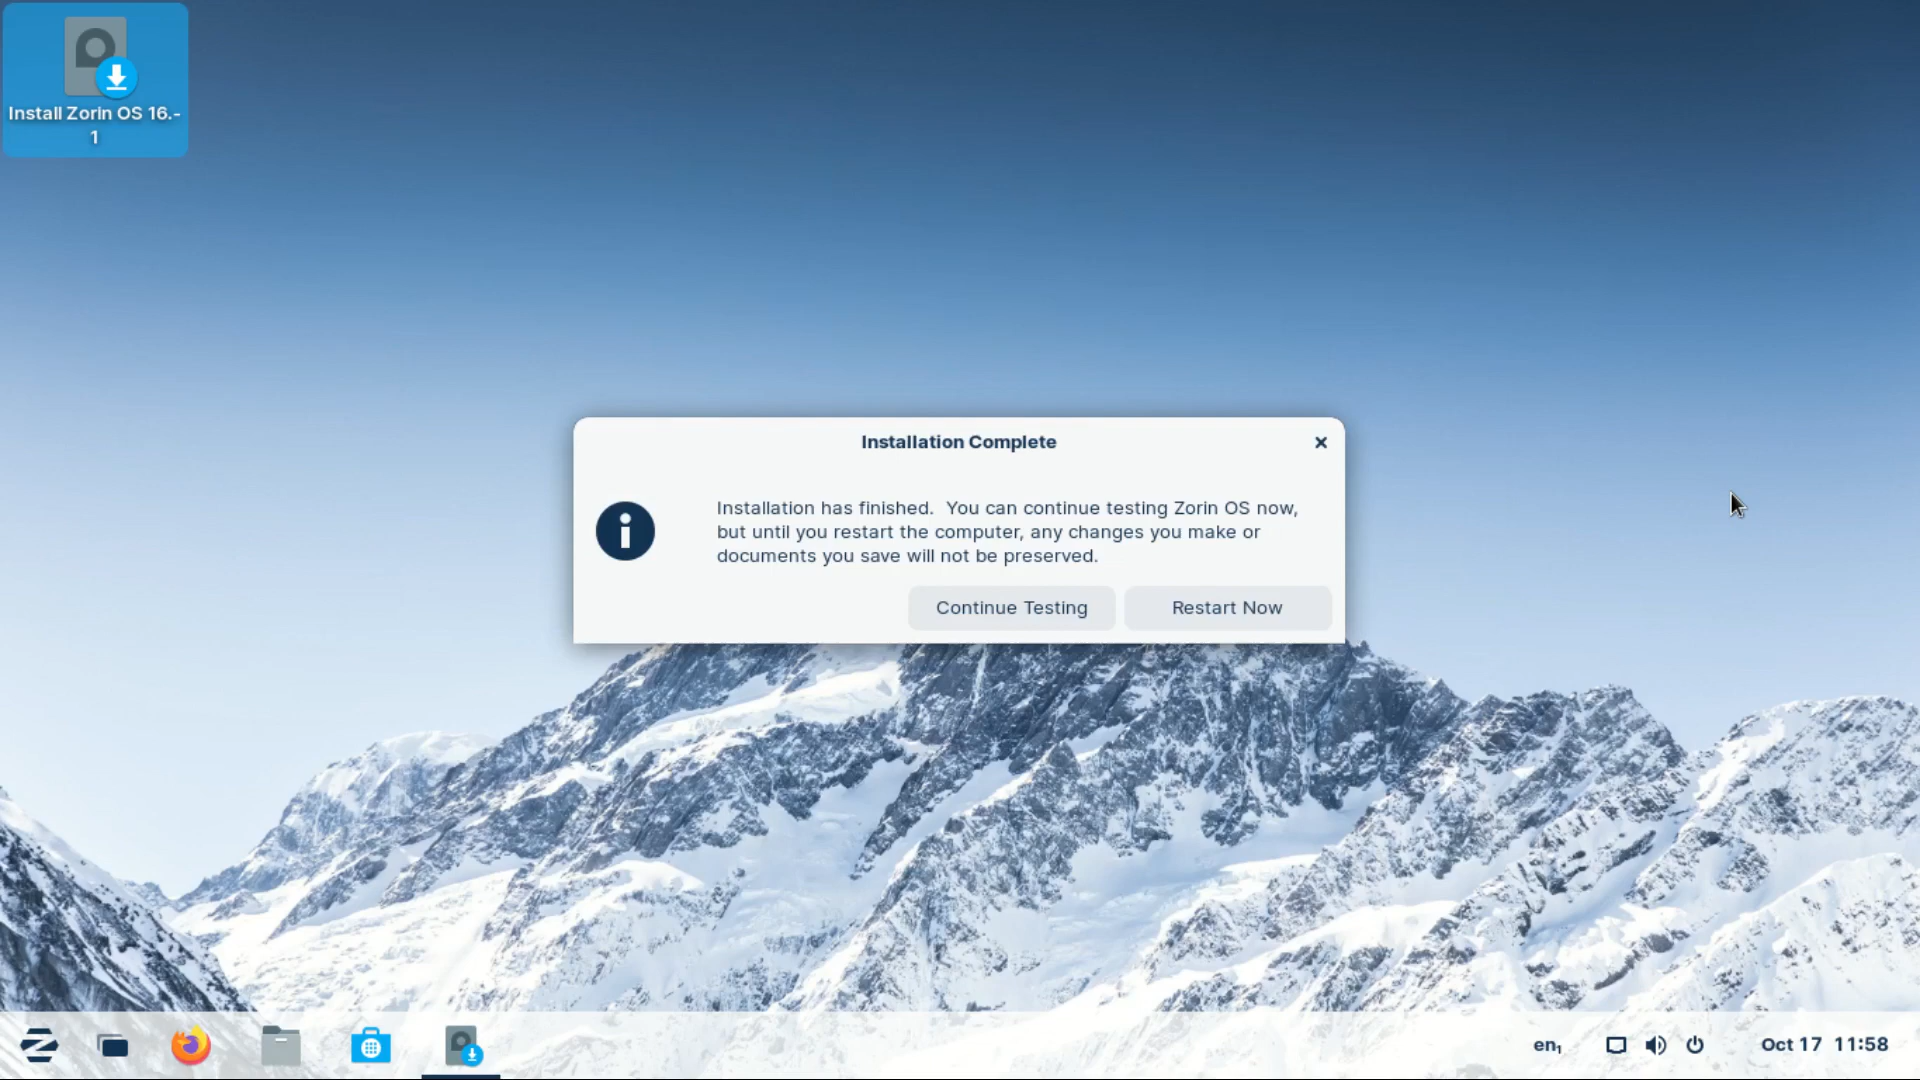 Install Zorin OS 16.-
1
Installation Complete
Installation has finished.  You can continue testing Zorin OS now,
but until you restart the computer, any changes you make or
documents you save will not be preserved.
Continue Testing
Restart Now
en₁
Oct 17  11:58